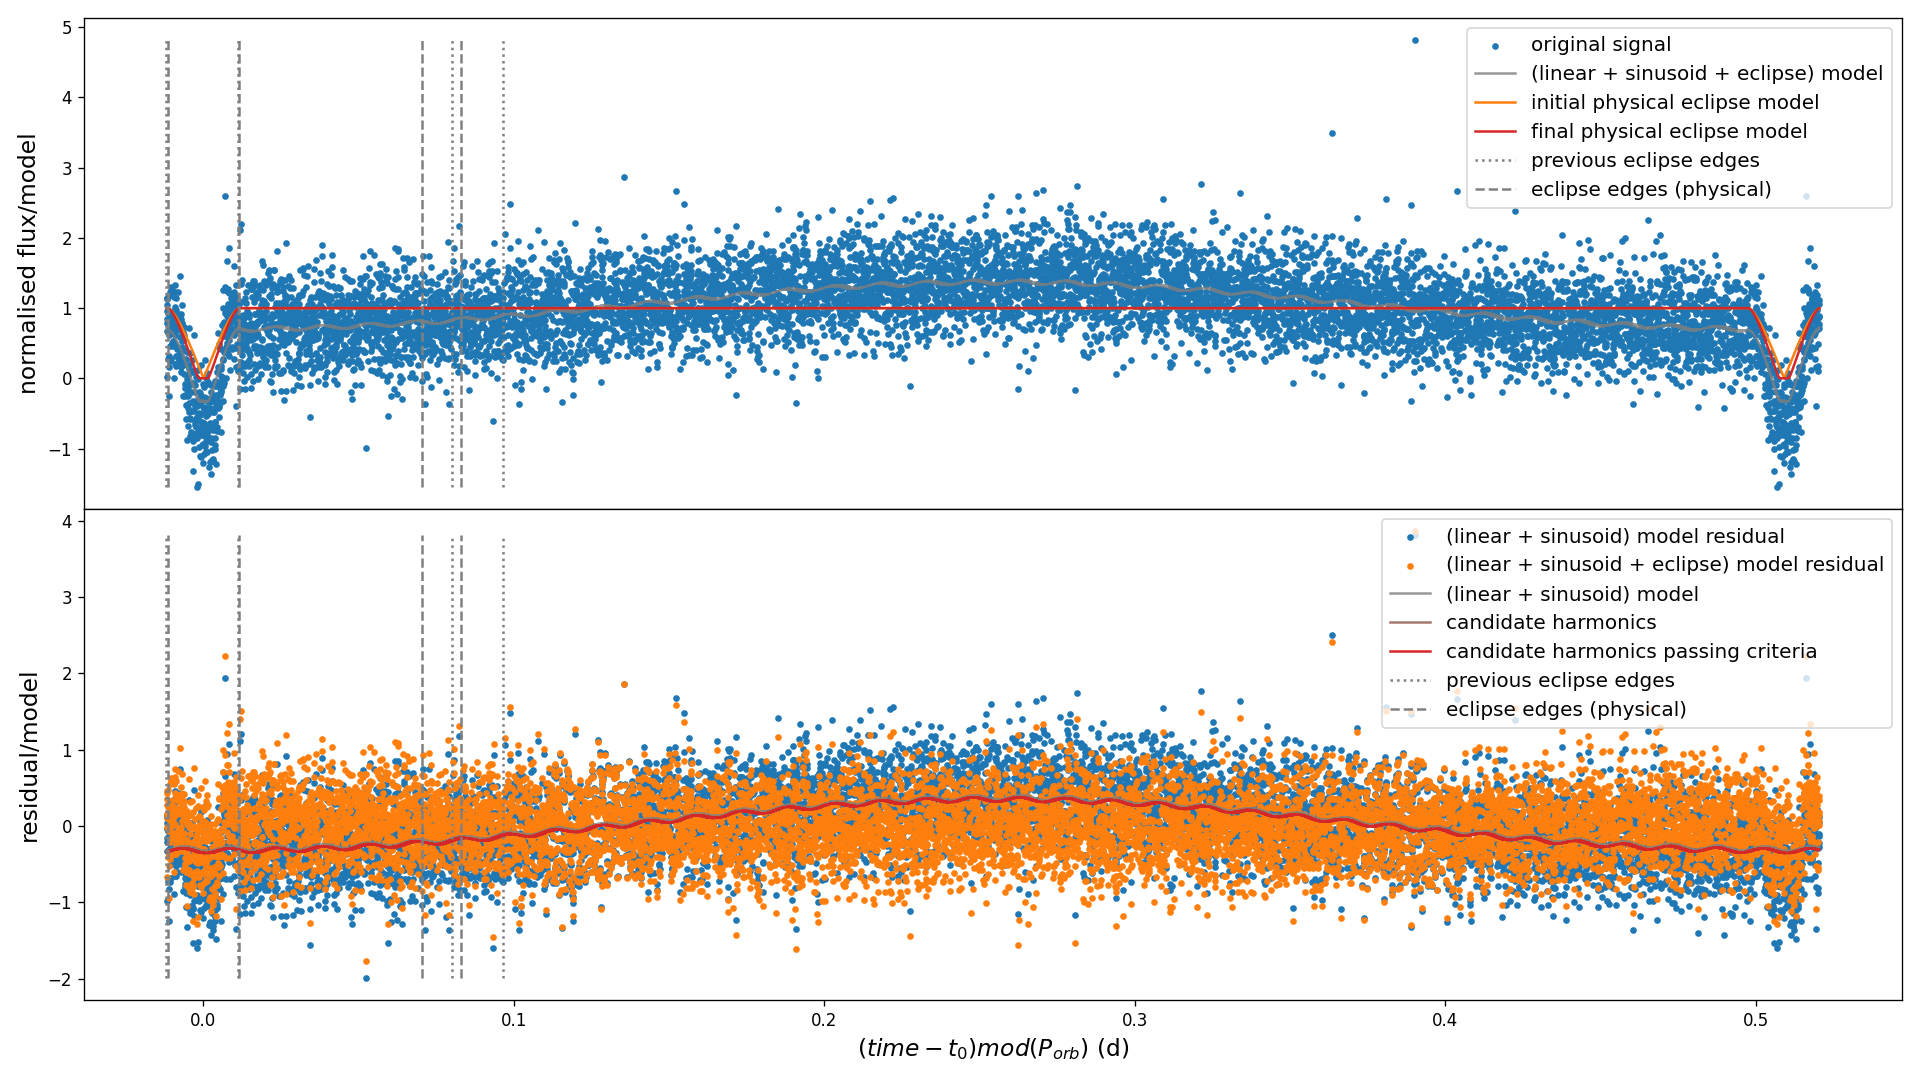 normalised flux/model
5
4
3
2
1
0
−1
original signal
(linear + sinusoid + eclipse) model
initial physical eclipse model
final physical eclipse model
previous eclipse edges
eclipse edges (physical)
residual/model
4
3
2
1
0
−1
−2
(linear + sinusoid) model residual
(linear + sinusoid + eclipse) model residual
(linear + sinusoid) model
candidate harmonics
candidate harmonics passing criteria
previous eclipse edges
eclipse edges (physical)
0.0 0.1 0.2 0.3 0.4 0.5
(time − t₀)mod(P_orb) (d)